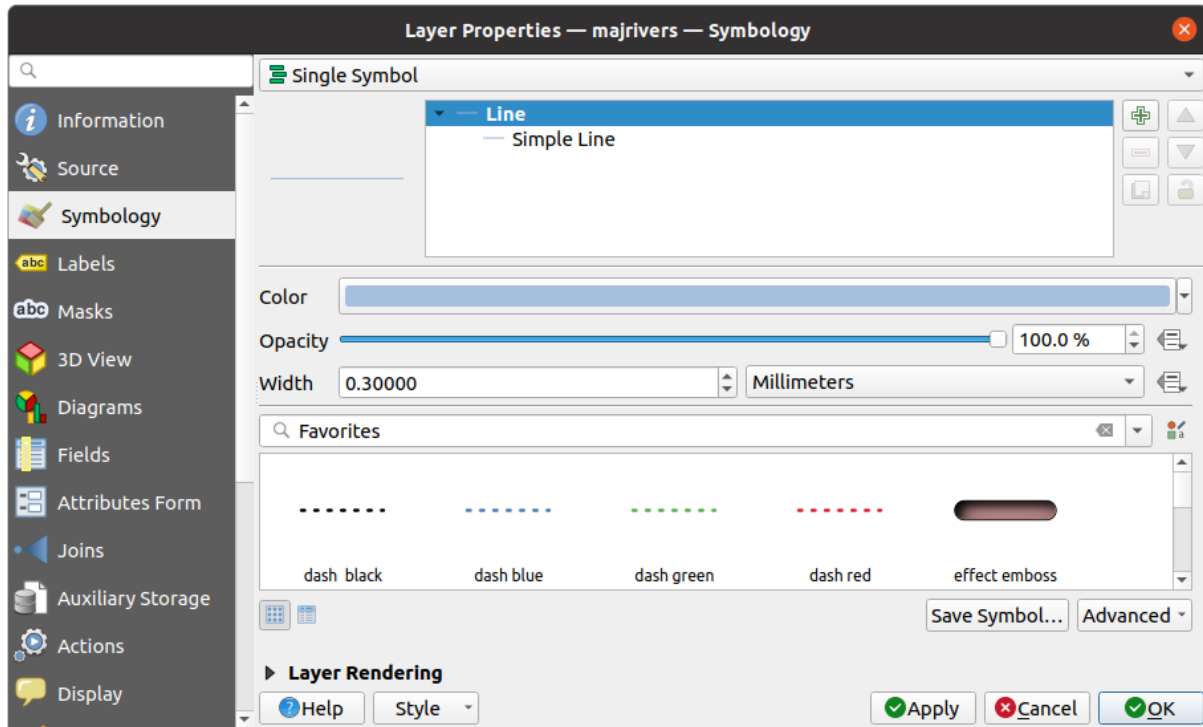 Layer Properties — majrivers — Symbology
Information
Source
Symbology
abc Labels
abc Masks
3D View
Diagrams
Fields
Attributes Form
Joins
Auxiliary Storage
Actions
Display
Single Symbol
Line
Simple Line
Color
Opacity 100.0 %
Width 0.30000 Millimeters
Favorites
dash black dash blue dash green dash red effect emboss
Save Symbol... Advanced
Layer Rendering
Help Style Apply Cancel OK